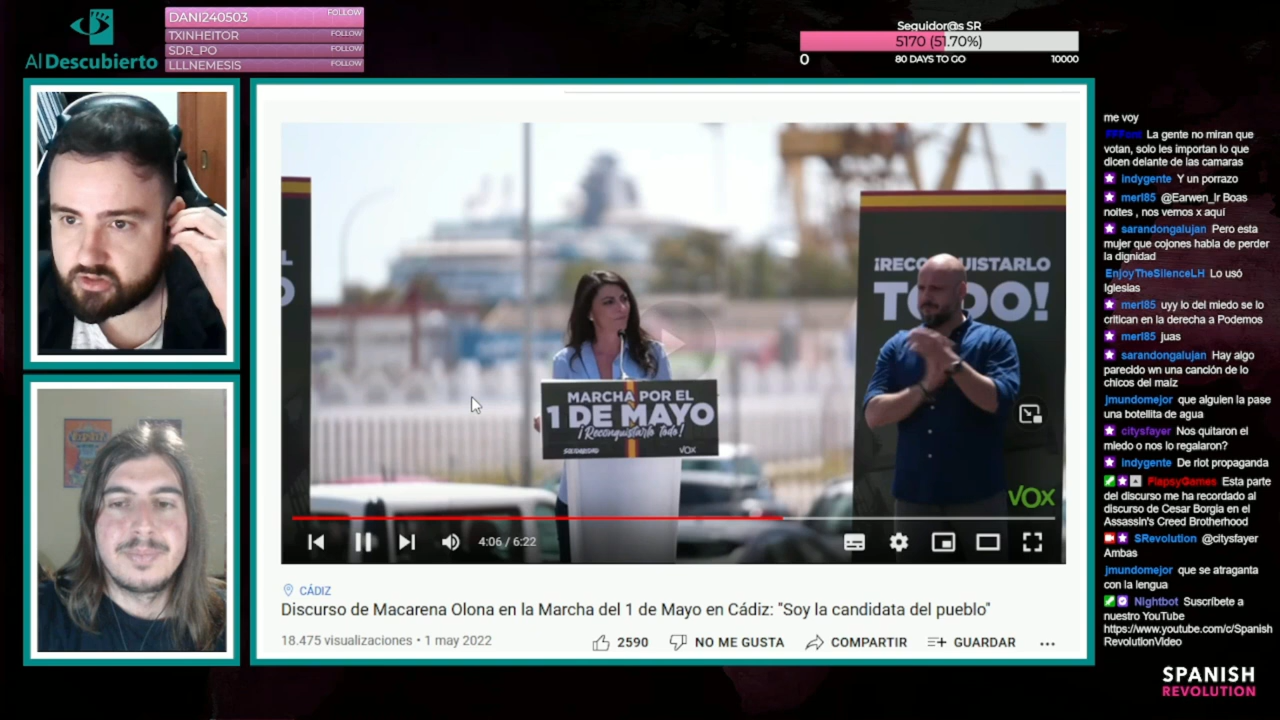 Al Descubierto
DANI240503 FOLLOW
TXINHEITOR FOLLOW
SDR_PO FOLLOW
LLLNEMESIS FOLLOW
Seguidor@s SR
5170 (51.70%)
0 80 DAYS TO GO 10000
¡RECONQUISTARLO
TODO!
MARCHA POR EL
1 DE MAYO
¡Reconquistarlo Todo!
SOLIDARIDAD VOX
VOX
4:06 / 6:22
CÁDIZ
Discurso de Macarena Olona en la Marcha del 1 de Mayo en Cádiz: "Soy la candidata del pueblo"
18.475 visualizaciones • 1 may 2022
2590 NO ME GUSTA COMPARTIR GUARDAR
me voy
La gente no miran que
votan, solo les importan lo que
dicen delante de las camaras
indygente Y un porrazo
merl85 @Earwen_Ir Boas
noites , nos vemos x aquí
sarandongalujan Pero esta
mujer que cojones habla de perder
la dignidad
EnjoyTheSilenceLH Lo usó
Iglesias
merl85 uyy lo del miedo se lo
critican en la derecha a Podemos
merl85 juas
sarandongalujan Hay algo
parecido wn una canción de lo
chicos del maíz
jmundomejor que alguien la pase
una botellita de agua
citysfayer Nos quitaron el
miedo o nos lo regalaron?
indygente De riot propaganda
FlapsyGames Esta parte
del discurso me ha recordado al
discurso de Cesar Borgia en el
Assassin's Creed Brotherhood
SRevolution @citysfayer
Ambas
jmundomejor que se atraganta
con la lengua
Nightbot Suscríbete a
nuestro YouTube
https://www.youtube.com/c/Spanish
RevolutionVideo
SPANISH
REVOLUTION